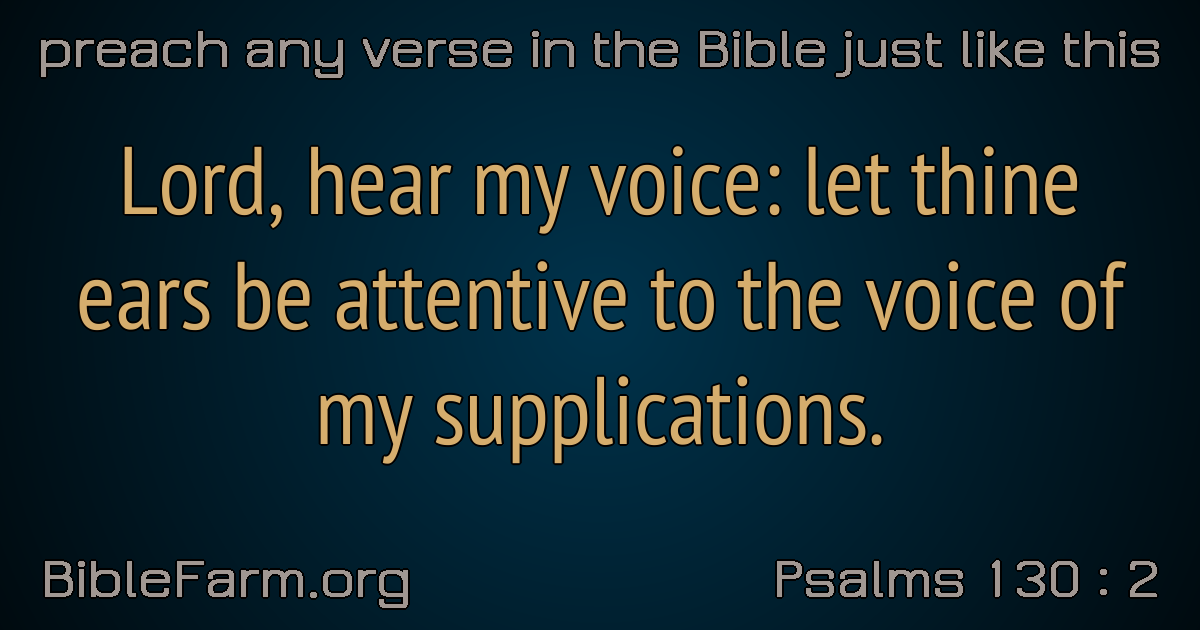 preach any verse in the Bible just like this
Lord, hear my voice: let thine
ears be attentive to the voice of
my supplications.
BibleFarm.org
Psalms 130 : 2